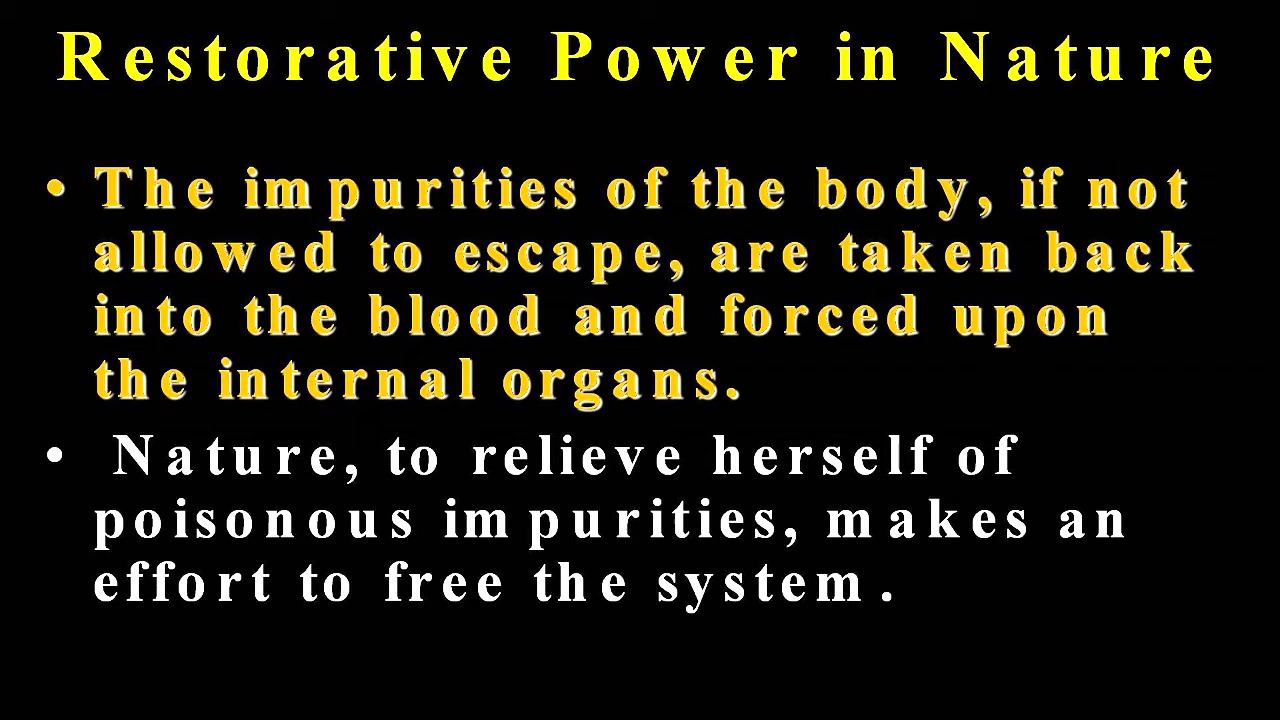 Restorative Power in Nature
• The impurities of the body, if not
allowed to escape, are taken back
into the blood and forced upon
the internal organs.
• Nature, to relieve herself of
poisonous impurities, makes an
effort to free the system.